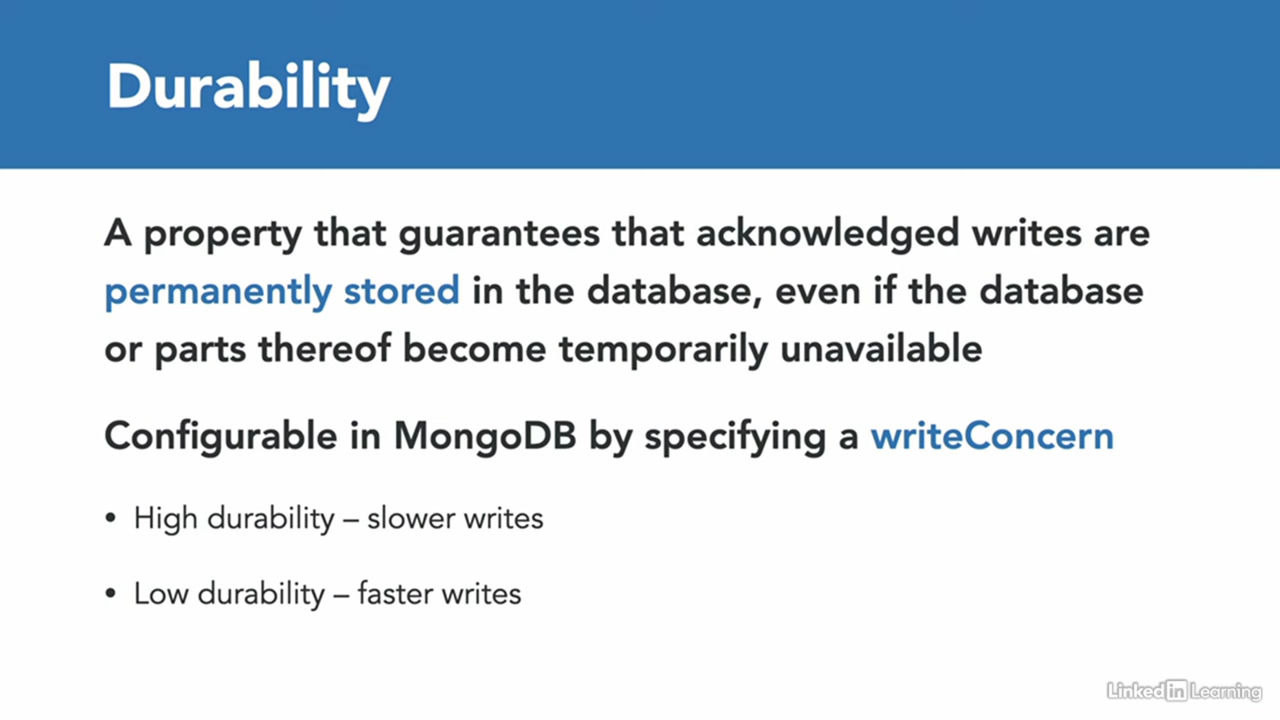 Durability
A property that guarantees that acknowledged writes are
permanently stored in the database, even if the database
or parts thereof become temporarily unavailable
Configurable in MongoDB by specifying a writeConcern
• High durability – slower writes
• Low durability – faster writes
Linked in Learning